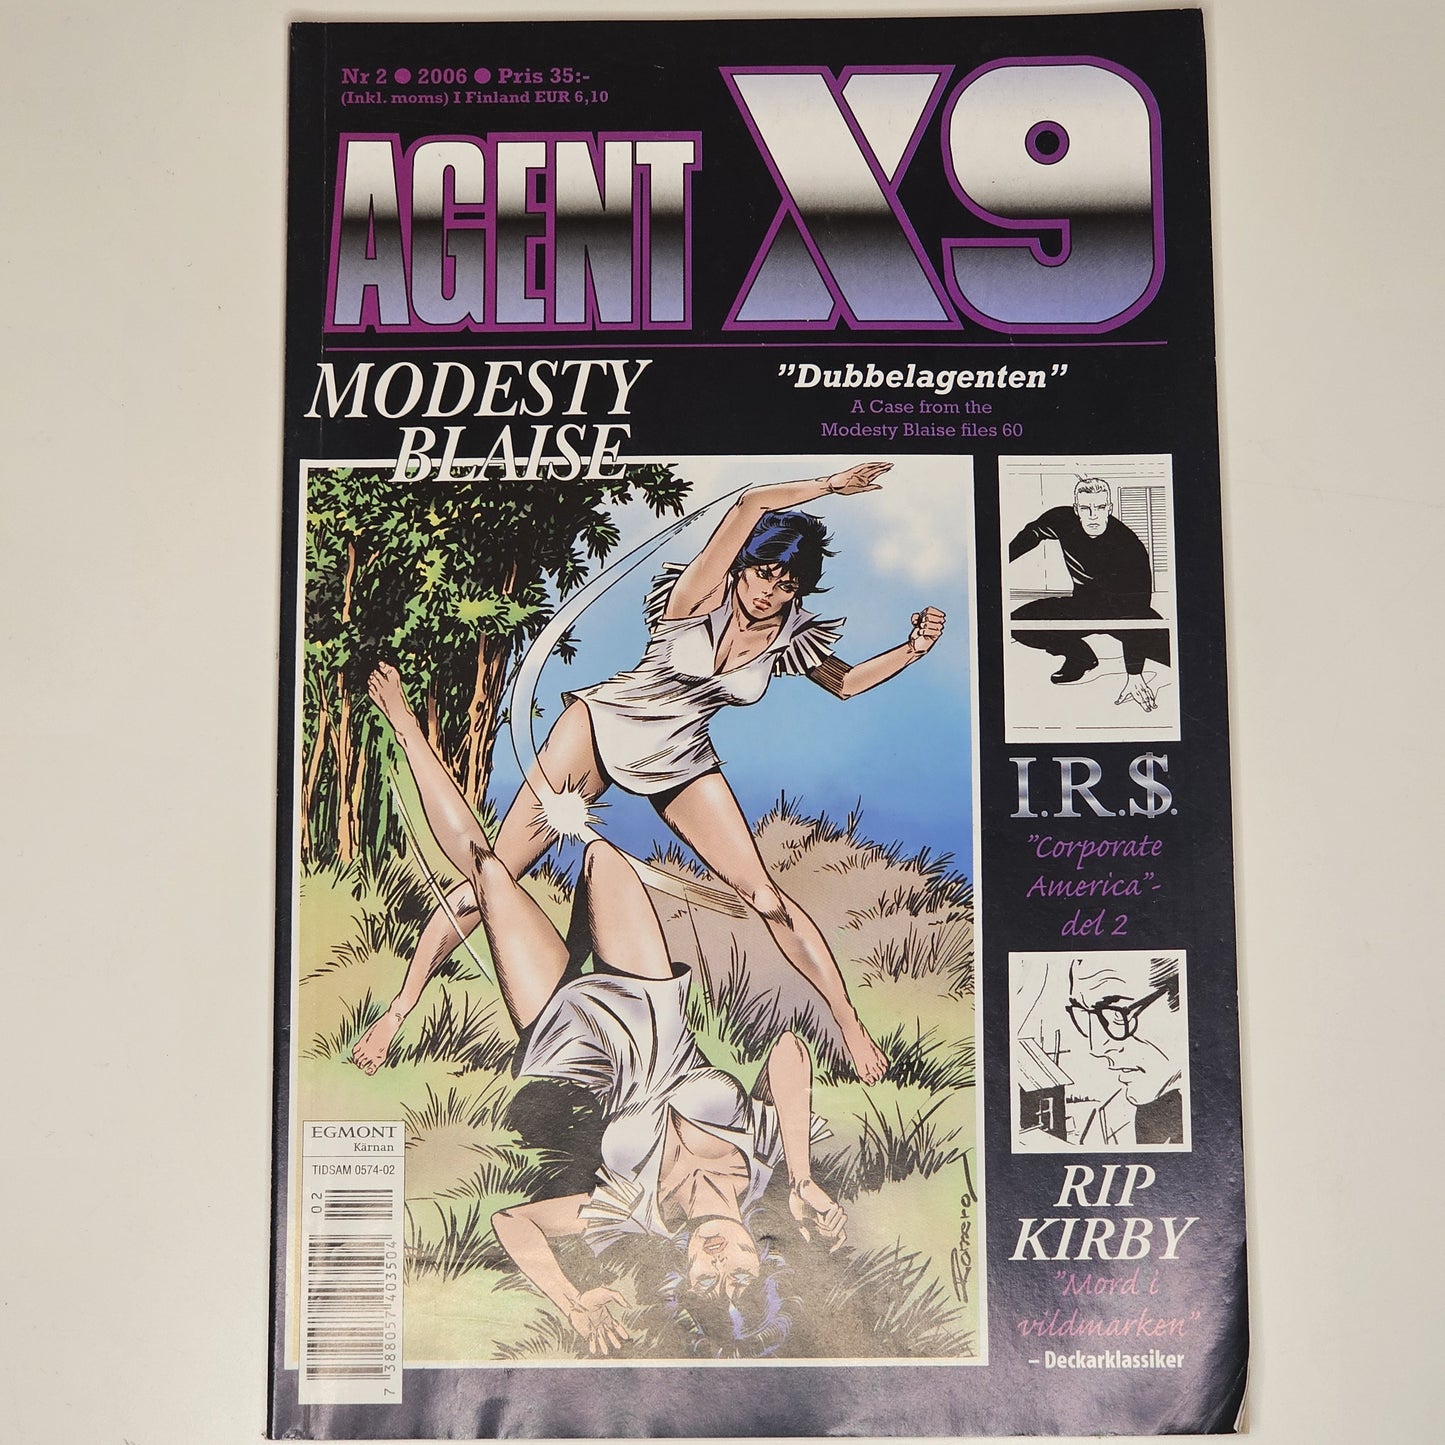 Nr 2 ● 2006 ● Pris 35:-
(Inkl. moms) I Finland EUR 6,10
AGENT X9
MODESTY
BLAISE
”Dubbelagenten”
A Case from the
Modesty Blaise files 60
I.R.$.
”Corporate
America”-
del 2
RIP
KIRBY
”Mord i
vildmarken”
– Deckarklassiker
Romero
EGMONT
Kärnan
TIDSAM 0574-02
02
7 388057 403504